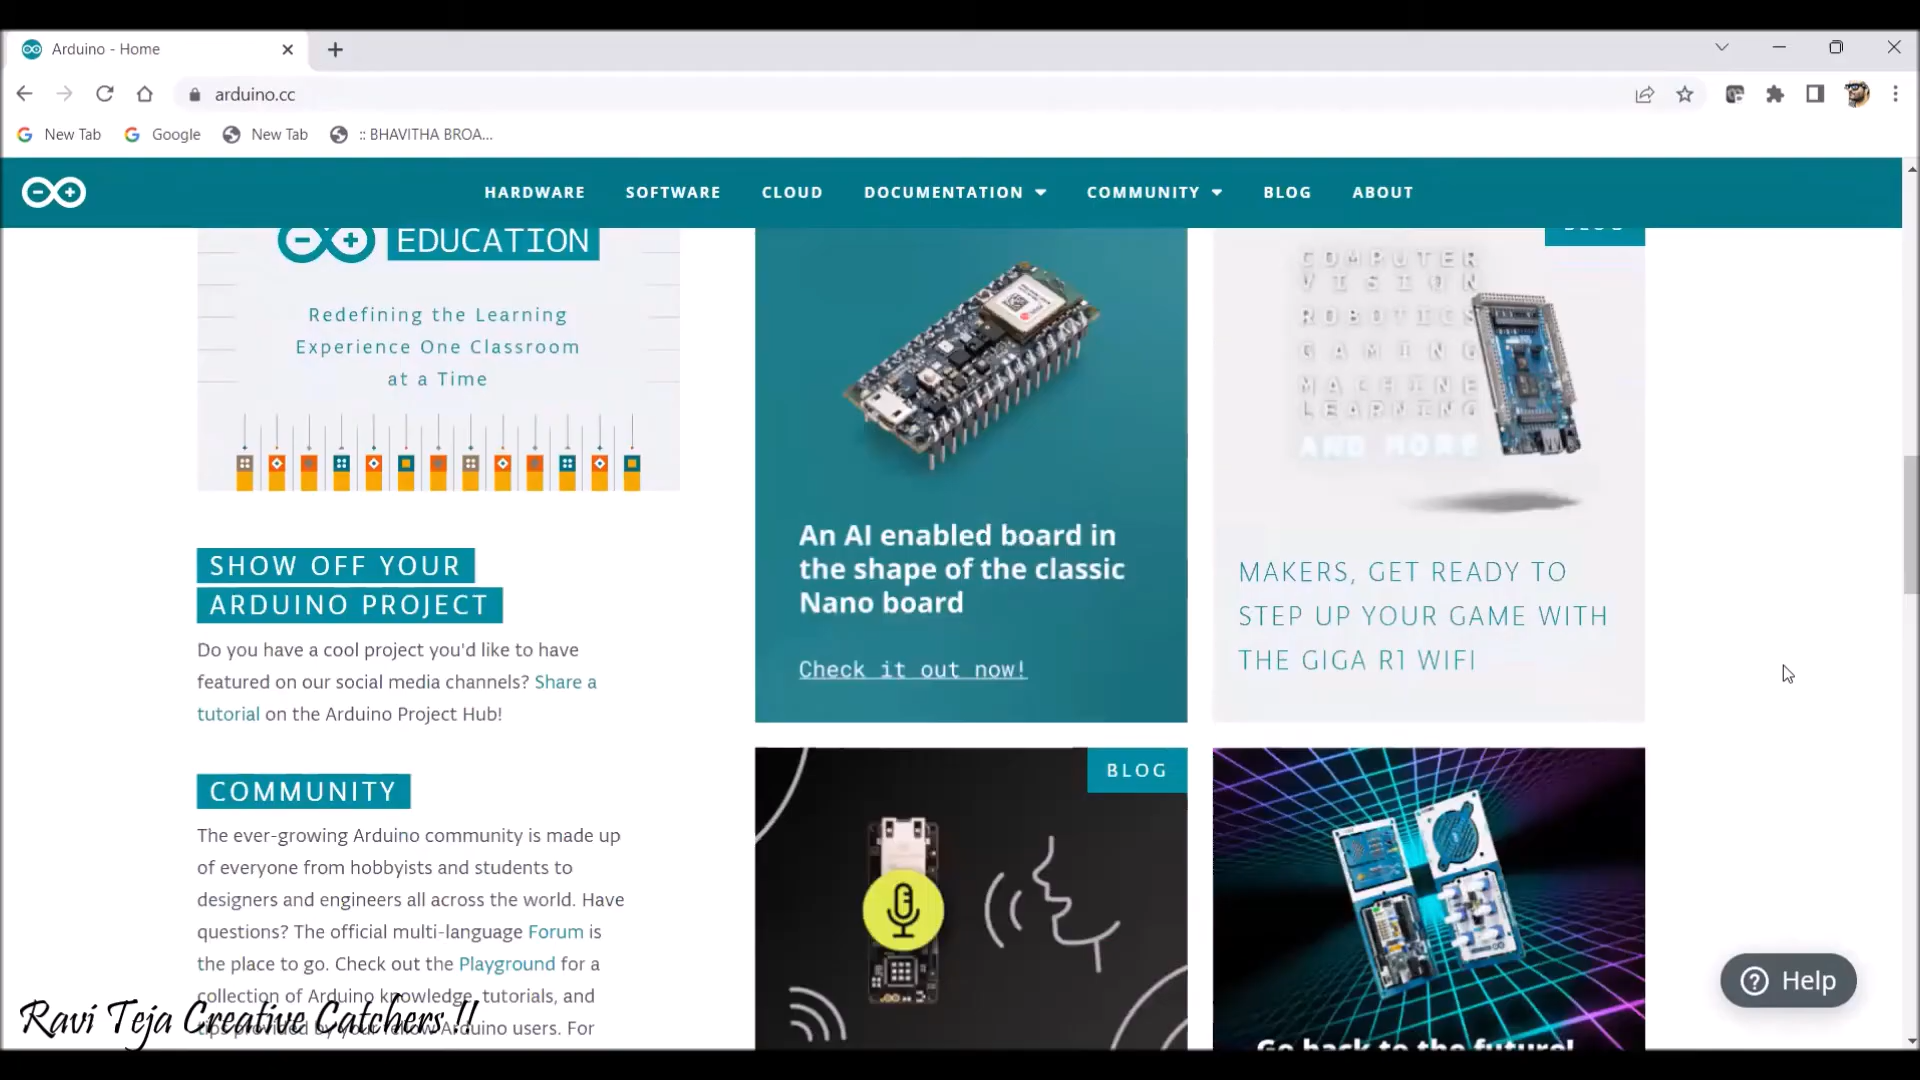 Arduino - Home
arduino.cc
New Tab
Google
New Tab
:: BHAVITHA BROA...
HARDWARE
SOFTWARE
CLOUD
DOCUMENTATION
COMMUNITY
BLOG
ABOUT
EDUCATION
Redefining the Learning
Experience One Classroom
at a Time
SHOW OFF YOUR
ARDUINO PROJECT
Do you have a cool project you'd like to have
featured on our social media channels? Share a
tutorial on the Arduino Project Hub!
COMMUNITY
The ever-growing Arduino community is made up
of everyone from hobbyists and students to
designers and engineers all across the world. Have
questions? The official multi-language Forum is
the place to go. Check out the Playground for a
collection of Arduino knowledge, tutorials, and
tips provided by your fellow Arduino users. For
Ravi Teja Creative Catchers !!
An AI enabled board in
the shape of the classic
Nano board
Check it out now!
BLOG
COMPUTER
VISION
ROBOTICS
GAMING
MACHINE
LEARNING
AND MORE
MAKERS, GET READY TO
STEP UP YOUR GAME WITH
THE GIGA R1 WIFI
BLOG
Go back to the future!
Help